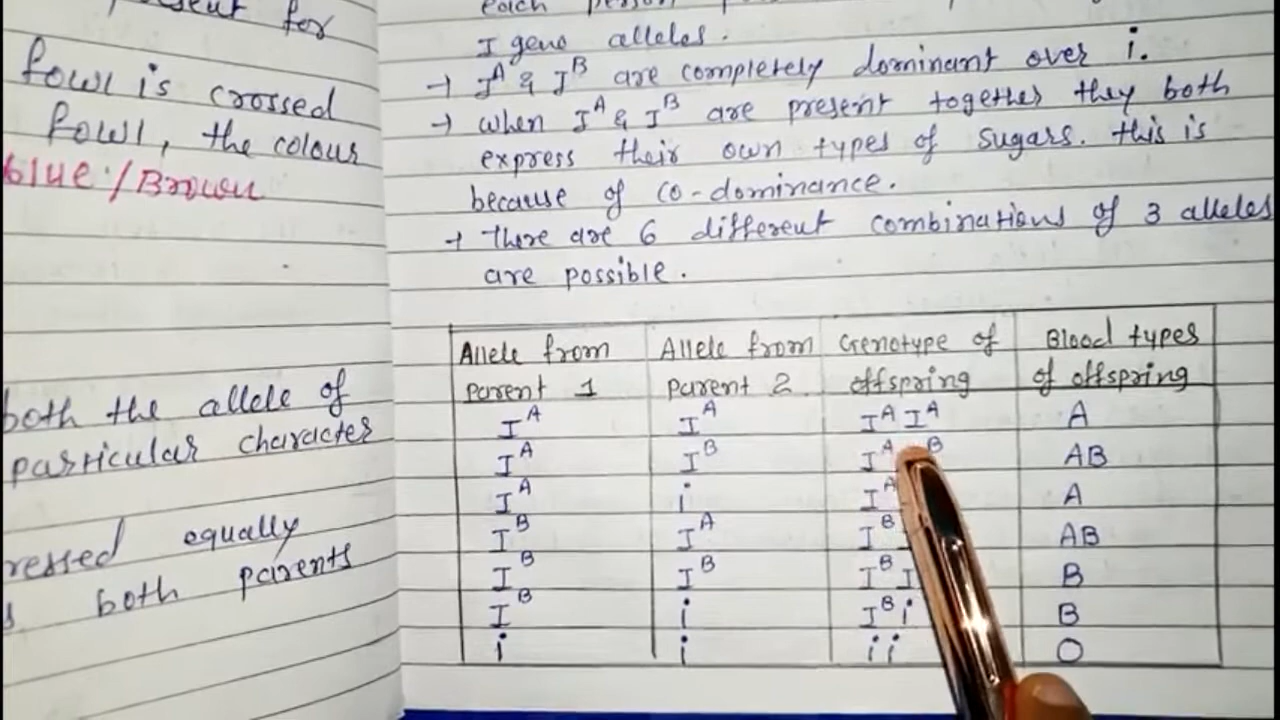 for
fowl is crossed
fowl, the colour
blue/Brown
both the allele of
particular character
equally
both parents
each person
I gene alleles.
→ I^A & I^B are completely dominant over i.
→ when I^A & I^B are present together they both
express their own types of sugars. this is
because of co-dominance.
→ There are 6 different combinations of 3 alleles
are possible.
Allele from parent 1 | Allele from parent 2 | Genotype of offspring | Blood types of offspring
I^A | I^A | I^A I^A | A
I^A | I^B | I^A B | AB
I^A | i | I^A | A
I^B | I^A | I^B I | AB
I^B | I^B | I^B I | B
I^B | i | I^B i | B
i | i | ii | O